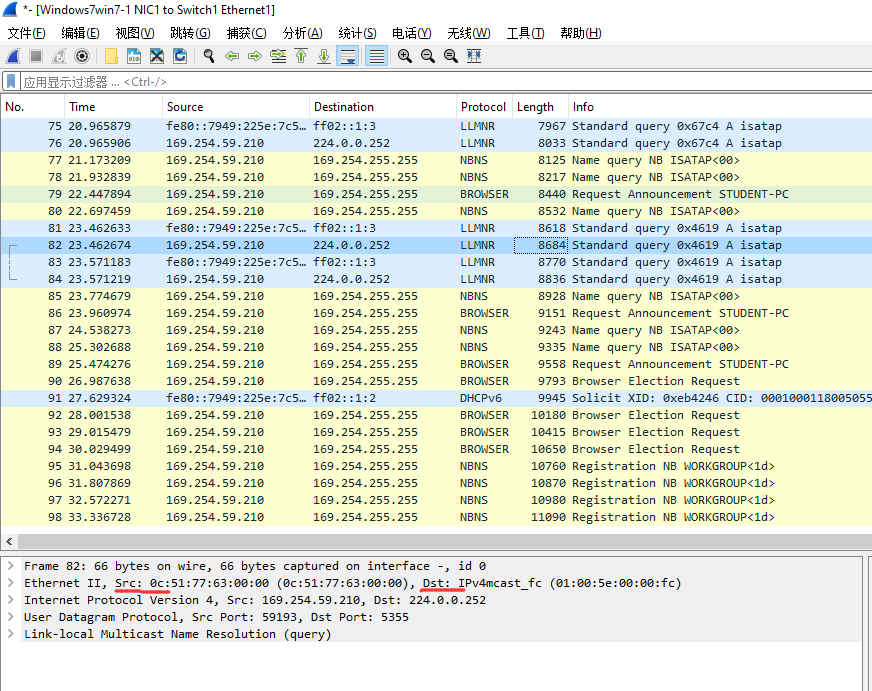 *- [Windows7win7-1 NIC1 to Switch1 Ethernet1]
文件(F) 编辑(E) 视图(V) 跳转(G) 捕获(C) 分析(A) 统计(S) 电话(Y) 无线(W) 工具(T) 帮助(H)
应用显示过滤器 … <Ctrl-/>
No. Time Source Destination Protocol Length Info
75 20.965879 fe80::7949:225e:7c5… ff02::1:3 LLMNR 7967 Standard query 0x67c4 A isatap
76 20.965906 169.254.59.210 224.0.0.252 LLMNR 8033 Standard query 0x67c4 A isatap
77 21.173209 169.254.59.210 169.254.255.255 NBNS 8125 Name query NB ISATAP<00>
78 21.932839 169.254.59.210 169.254.255.255 NBNS 8217 Name query NB ISATAP<00>
79 22.447894 169.254.59.210 169.254.255.255 BROWSER 8440 Request Announcement STUDENT-PC
80 22.697459 169.254.59.210 169.254.255.255 NBNS 8532 Name query NB ISATAP<00>
81 23.462633 fe80::7949:225e:7c5… ff02::1:3 LLMNR 8618 Standard query 0x4619 A isatap
82 23.462674 169.254.59.210 224.0.0.252 LLMNR 8684 Standard query 0x4619 A isatap
83 23.571183 fe80::7949:225e:7c5… ff02::1:3 LLMNR 8770 Standard query 0x4619 A isatap
84 23.571219 169.254.59.210 224.0.0.252 LLMNR 8836 Standard query 0x4619 A isatap
85 23.774679 169.254.59.210 169.254.255.255 NBNS 8928 Name query NB ISATAP<00>
86 23.960974 169.254.59.210 169.254.255.255 BROWSER 9151 Request Announcement STUDENT-PC
87 24.538273 169.254.59.210 169.254.255.255 NBNS 9243 Name query NB ISATAP<00>
88 25.302688 169.254.59.210 169.254.255.255 NBNS 9335 Name query NB ISATAP<00>
89 25.474276 169.254.59.210 169.254.255.255 BROWSER 9558 Request Announcement STUDENT-PC
90 26.987638 169.254.59.210 169.254.255.255 BROWSER 9793 Browser Election Request
91 27.629324 fe80::7949:225e:7c5… ff02::1:2 DHCPv6 9945 Solicit XID: 0xeb4246 CID: 0001000118005055
92 28.001538 169.254.59.210 169.254.255.255 BROWSER 10180 Browser Election Request
93 29.015479 169.254.59.210 169.254.255.255 BROWSER 10415 Browser Election Request
94 30.029499 169.254.59.210 169.254.255.255 BROWSER 10650 Browser Election Request
95 31.043698 169.254.59.210 169.254.255.255 NBNS 10760 Registration NB WORKGROUP<1d>
96 31.807869 169.254.59.210 169.254.255.255 NBNS 10870 Registration NB WORKGROUP<1d>
97 32.572271 169.254.59.210 169.254.255.255 NBNS 10980 Registration NB WORKGROUP<1d>
98 33.336728 169.254.59.210 169.254.255.255 NBNS 11090 Registration NB WORKGROUP<1d>
Frame 82: 66 bytes on wire, 66 bytes captured on interface -, id 0
Ethernet II, Src: 0c:51:77:63:00:00 (0c:51:77:63:00:00), Dst: IPv4mcast_fc (01:00:5e:00:00:fc)
Internet Protocol Version 4, Src: 169.254.59.210, Dst: 224.0.0.252
User Datagram Protocol, Src Port: 59193, Dst Port: 5355
Link-local Multicast Name Resolution (query)